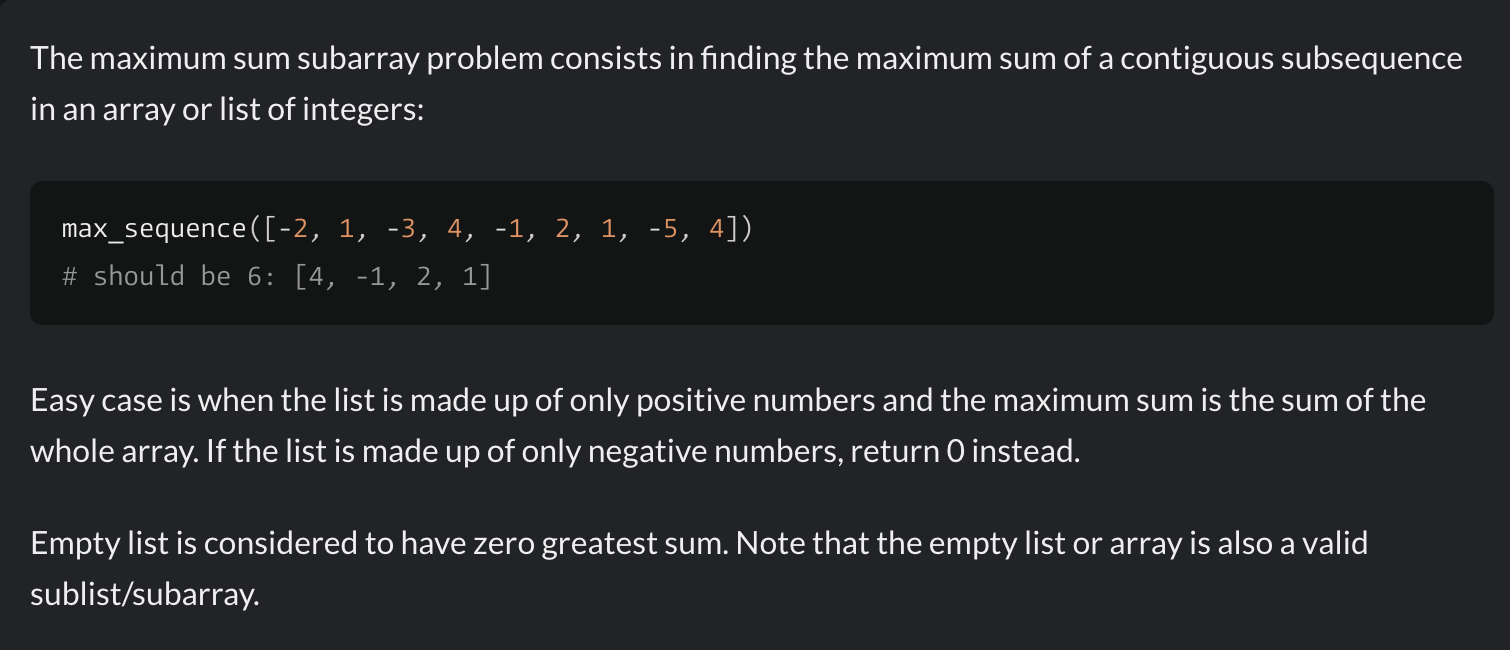 The maximum sum subarray problem consists in finding the maximum sum of a contiguous subsequence
in an array or list of integers:
max_sequence([-2, 1, -3, 4, -1, 2, 1, -5, 4])
# should be 6: [4, -1, 2, 1]
Easy case is when the list is made up of only positive numbers and the maximum sum is the sum of the
whole array. If the list is made up of only negative numbers, return 0 instead.
Empty list is considered to have zero greatest sum. Note that the empty list or array is also a valid
sublist/subarray.